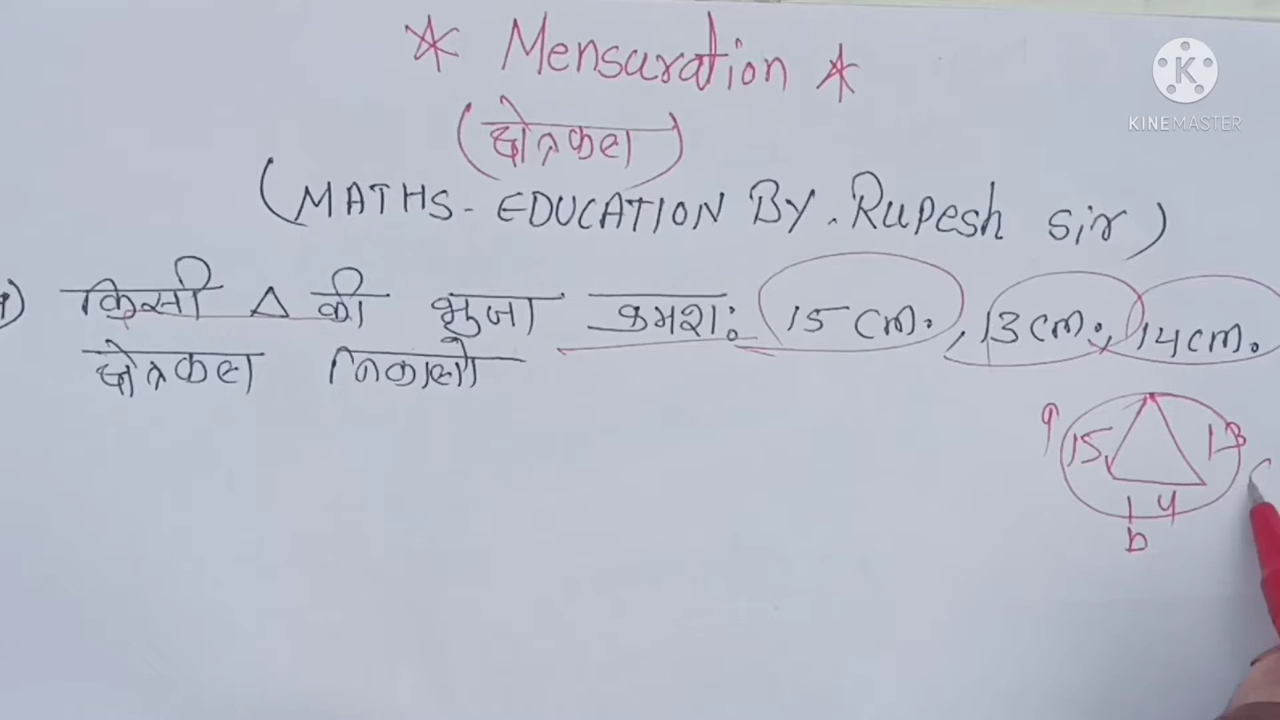 * Mensuration *
(क्षेत्रफल)
(MATHS - EDUCATION BY. Rupesh Sir)
किसी Δ की भुजा क्रमशः 15 cm. , 13 cm., 14 cm.
क्षेत्रफल निकालो
15 13
14
b
K
KINEMASTER